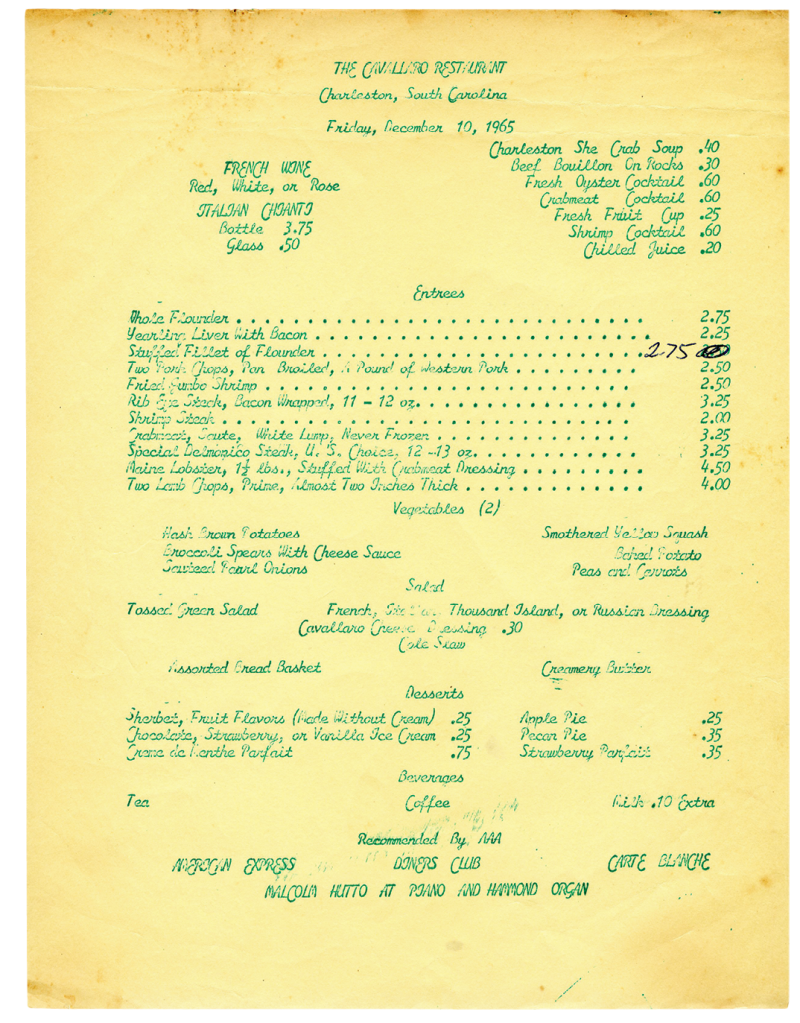 THE CAVALLARO RESTAURANT
Charleston, South Carolina
Friday, December 10, 1965
FRENCH WINE
Red, White, or Rose
ITALIAN CHIANTI
Bottle 3.75
Glass .50
Charleston She Crab Soup .40
Beef Bouillon On Rocks .30
Fresh Oyster Cocktail .60
Crabmeat Cocktail .60
Fresh Fruit Cup .25
Shrimp Cocktail .60
Chilled Juice .20
Entrees
Whole Flounder . . . . . . . . . . . . . . . . . . . . . . . . . . . . . 2.75
Yearling Liver With Bacon . . . . . . . . . . . . . . . . . . . . . . . . 2.25
Stuffed Fillet of Flounder . . . . . . . . . . . . . . . . . . . . . . . 2.75
Two Pork Chops, Pan Broiled, A Pound of Western Pork . . . . . . . . . 2.50
Fried Jumbo Shrimp . . . . . . . . . . . . . . . . . . . . . . . . . . 2.50
Rib Eye Steak, Bacon Wrapped, 11 - 12 oz. . . . . . . . . . . . . . . . 3.25
Shrimp Steak . . . . . . . . . . . . . . . . . . . . . . . . . . . . . 2.00
Crabmeat, Saute, White Lump, Never Frozen . . . . . . . . . . . . . . 3.25
Special Delmonico Steak, U. S. Choice, 12 -13 oz. . . . . . . . . . . . 3.25
Maine Lobster, 1½ lbs., Stuffed With Crabmeat Dressing . . . . . . . . . 4.50
Two Lamb Chops, Prime, Almost Two Inches Thick . . . . . . . . . . . . . 4.00
Vegetables (2)
Hash Brown Potatoes Smothered Yellow Squash
Broccoli Spears With Cheese Sauce Baked Potato
Sauteed Pearl Onions Peas and Carrots
Salad
Tossed Green Salad French, Thousand Island, or Russian Dressing
Cavallaro Cheese Dressing .30
Cole Slaw
Assorted Bread Basket Creamery Butter
Desserts
Sherbet, Fruit Flavors (Made Without Cream) .25 Apple Pie .25
Chocolate, Strawberry, or Vanilla Ice Cream .25 Pecan Pie .35
Creme de Menthe Parfait .75 Strawberry Parfait .35
Beverages
Tea Coffee Milk .10 Extra
Recommended By AAA
AMERICAN EXPRESS DINERS CLUB CARTE BLANCHE
MALCOLM HUTTO AT PIANO AND HAMMOND ORGAN